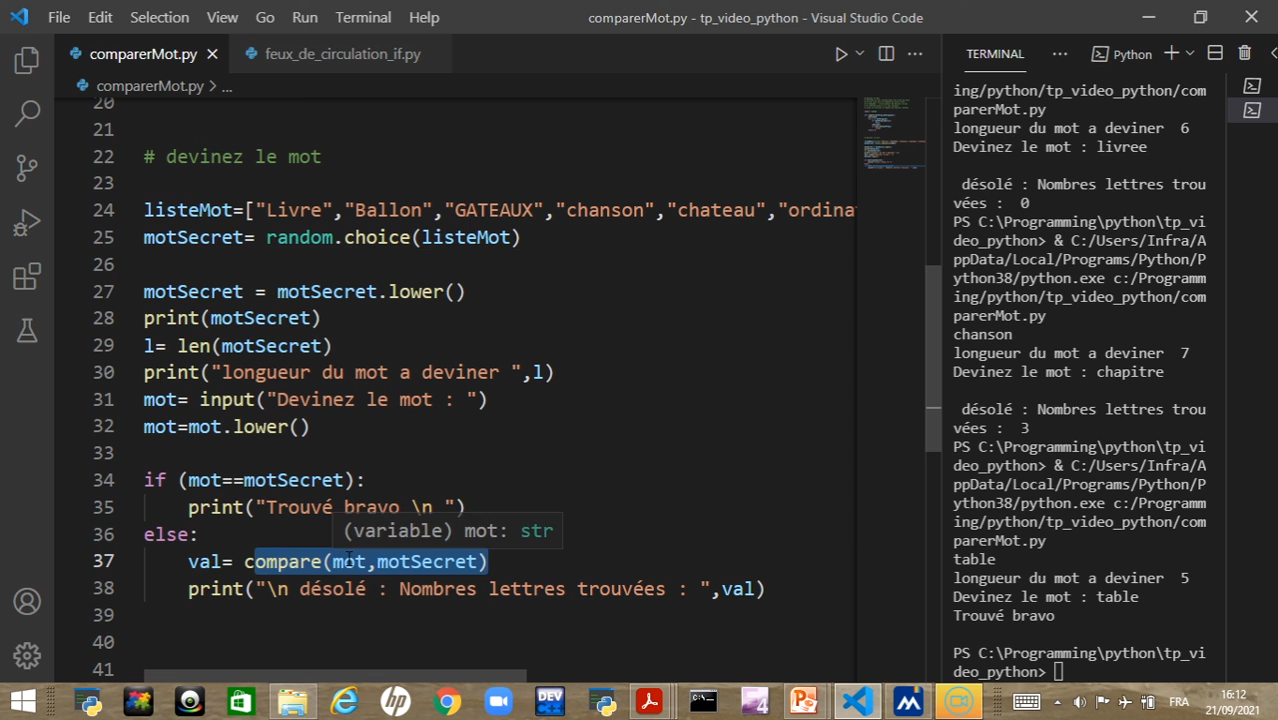 File Edit Selection View Go Run Terminal Help comparerMot.py - tp_video_python - Visual Studio Code
comparerMot.py feux_de_circulation_if.py
comparerMot.py > ...
20
21
22 # devinez le mot
23
24 listeMot=["Livre","Ballon","GATEAUX","chanson","chateau","ordinat
25 motSecret= random.choice(listeMot)
26
27 motSecret = motSecret.lower()
28 print(motSecret)
29 l= len(motSecret)
30 print("longueur du mot a deviner ",l)
31 mot= input("Devinez le mot : ")
32 mot=mot.lower()
33
34 if (mot==motSecret):
35 print("Trouvé bravo \n ")
36 else:
(variable) mot: str
37 val= compare(mot,motSecret)
38 print("\n désolé : Nombres lettres trouvées : ",val)
39
40
41
TERMINAL ... Python
ing/python/tp_video_python/com
parerMot.py
longueur du mot a deviner 6
Devinez le mot : livree
désolé : Nombres lettres trou
vées : 0
PS C:\Programming\python\tp_vi
deo_python> & C:/Users/Infra/A
ppData/Local/Programs/Python/P
ython38/python.exe c:/Programm
ing/python/tp_video_python/com
parerMot.py
chanson
longueur du mot a deviner 7
Devinez le mot : chapitre
désolé : Nombres lettres trou
vées : 3
PS C:\Programming\python\tp_vi
deo_python> & C:/Users/Infra/A
ppData/Local/Programs/Python/P
ython38/python.exe c:/Programm
ing/python/tp_video_python/com
parerMot.py
table
longueur du mot a deviner 5
Devinez le mot : table
Trouvé bravo
PS C:\Programming\python\tp_vi
deo_python>
hp DEV C++ 4 FRA 16:12
21/09/2021